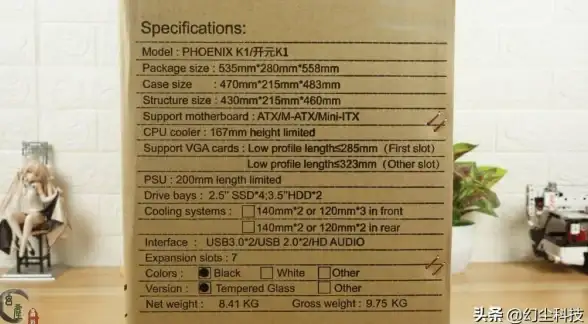 Specifications:
Model : PHOENIX K1/开元K1
Package size : 535mm*280mm*558mm
Case size : 470mm*215mm*483mm
Structure size : 430mm*215mm*460mm
Support motherboard : ATX/M-ATX/Mini-ITX
CPU cooler : 167mm height limited
Support VGA cards : Low profile length≤285mm（First slot）
Low profile length≤323mm（Other slot）
PSU : 200mm length limited
Drive bays : 2.5" SSD*4;3.5"HDD*2
Cooling systems : 140mm*2 or 120mm*3 in front
140mm*2 or 120mm*2 in rear
Interface : USB3.0*2/USB 2.0*2/HD AUDIO
Expansion slots : 7
Colors : Black White Other
Version : Tempered Glass Other
Net weight : 8.41 KG Gross weight : 9.75 KG
头条 @幻尘科技